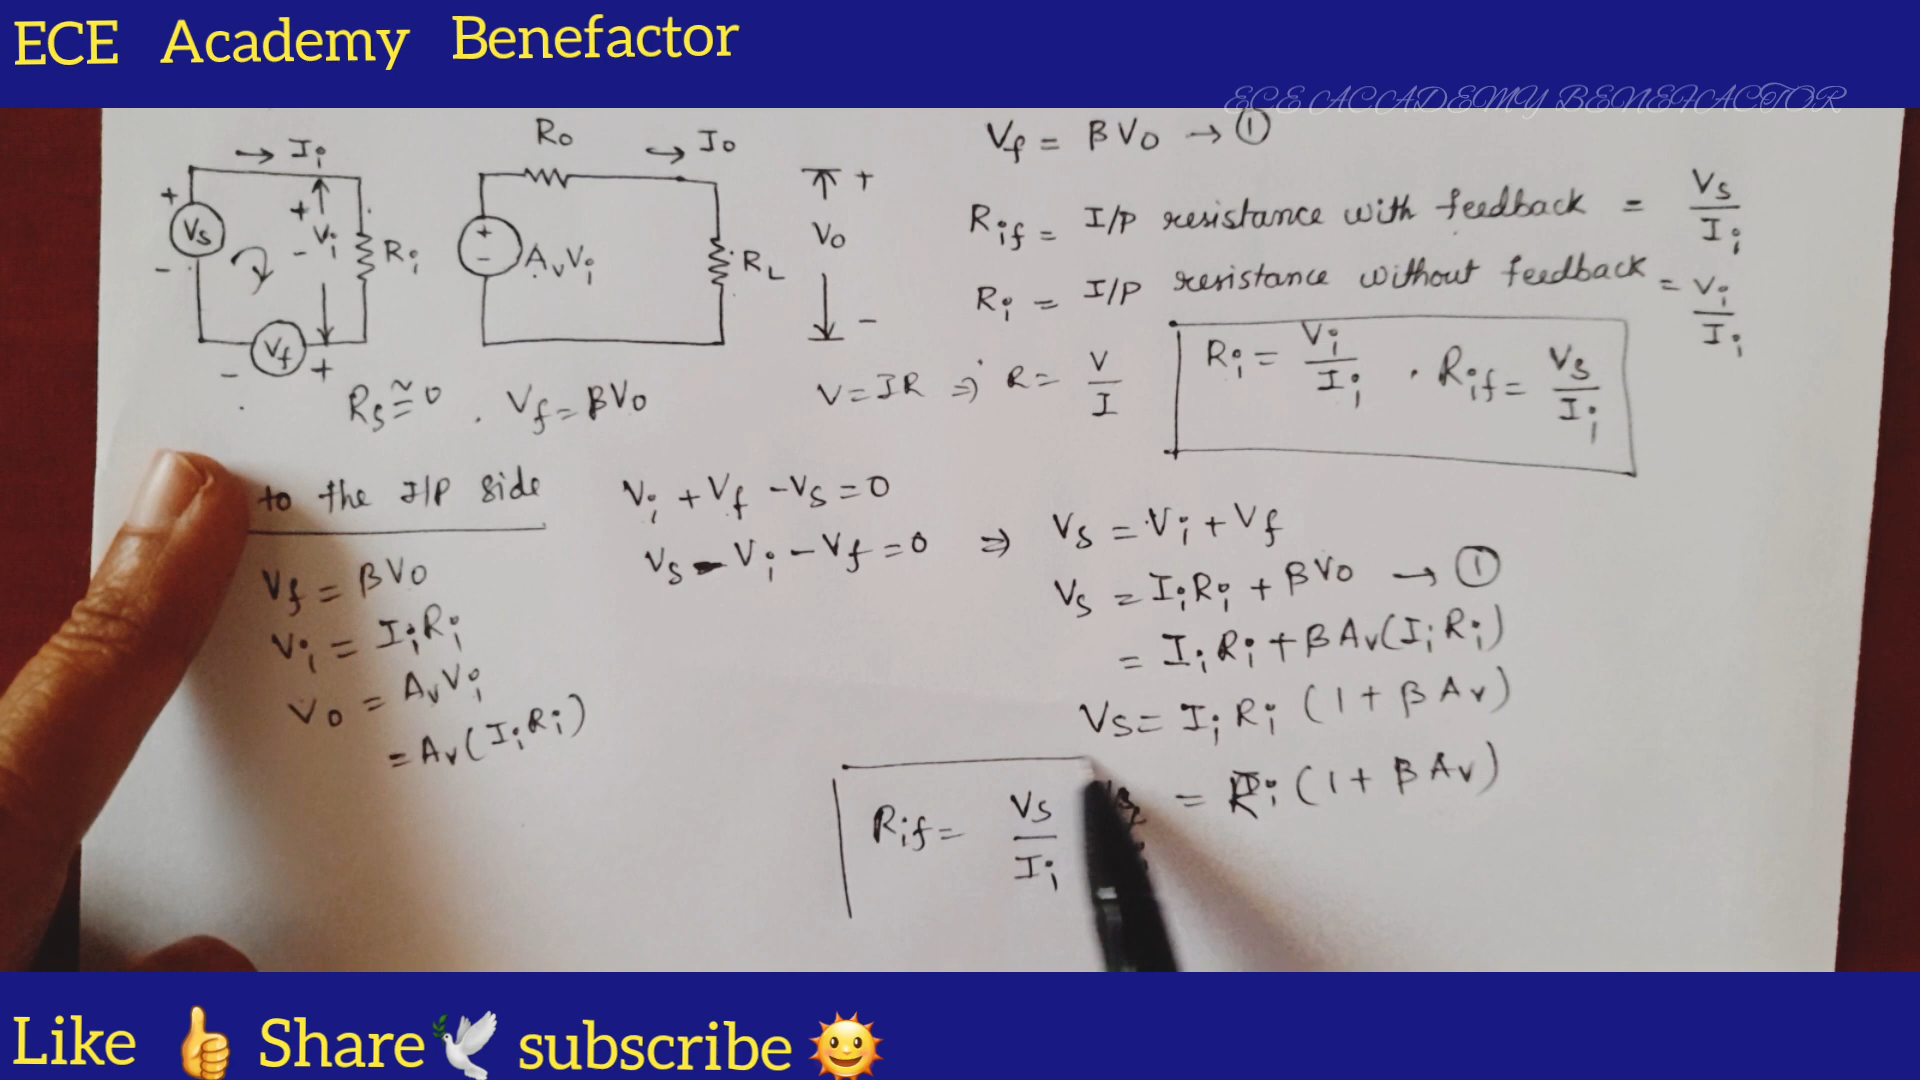 ECE Academy Benefactor
ECE ACCADEMY BENEFACTOR
Ii
Ro
Io
+
Vs
-
+
Vi
-
Ri
Vf
-
+
+
-
AvVi
RL
+
Vo
-
Rs ≅ 0 . Vf = βVo
Vf = βVo → ①
Rif = I/P resistance with feedback = Vs/Ii
Ri = I/P resistance without feedback = Vi/Ii
V = IR ⇒ R = V/I
Ri = Vi/Ii . Rif = Vs/Ii
to the I/P side
Vf = βVo
Vi = IiRi
Vo = AvVi
= Av(IiRi)
Vi + Vf - Vs = 0
Vs - Vi - Vf = 0 ⇒ Vs = Vi + Vf
Vs = IiRi + βVo → ①
= IiRi + βAv(IiRi)
Vs = IiRi (1 + βAv)
= Ri (1 + βAv)
Rif = Vs/Ii
Like 👍 Share🕊 subscribe 🌞